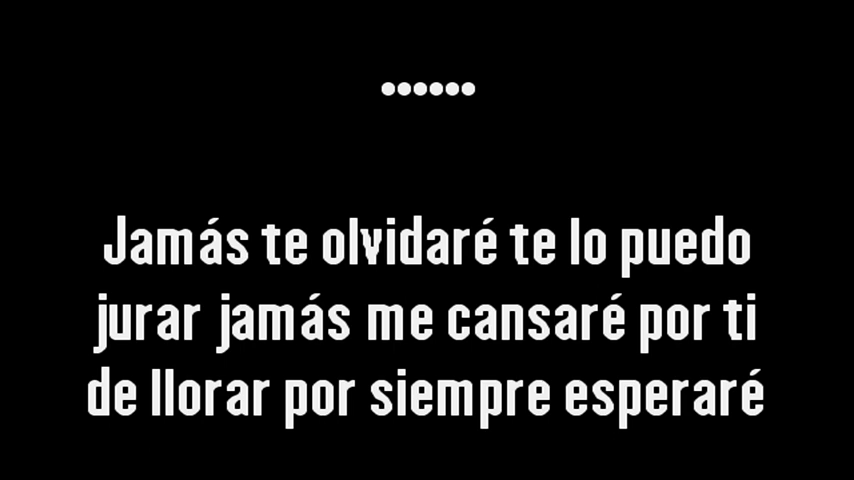 ••••••
Jamás te olvidaré te lo puedo
jurar jamás me cansaré por ti
de llorar por siempre esperaré